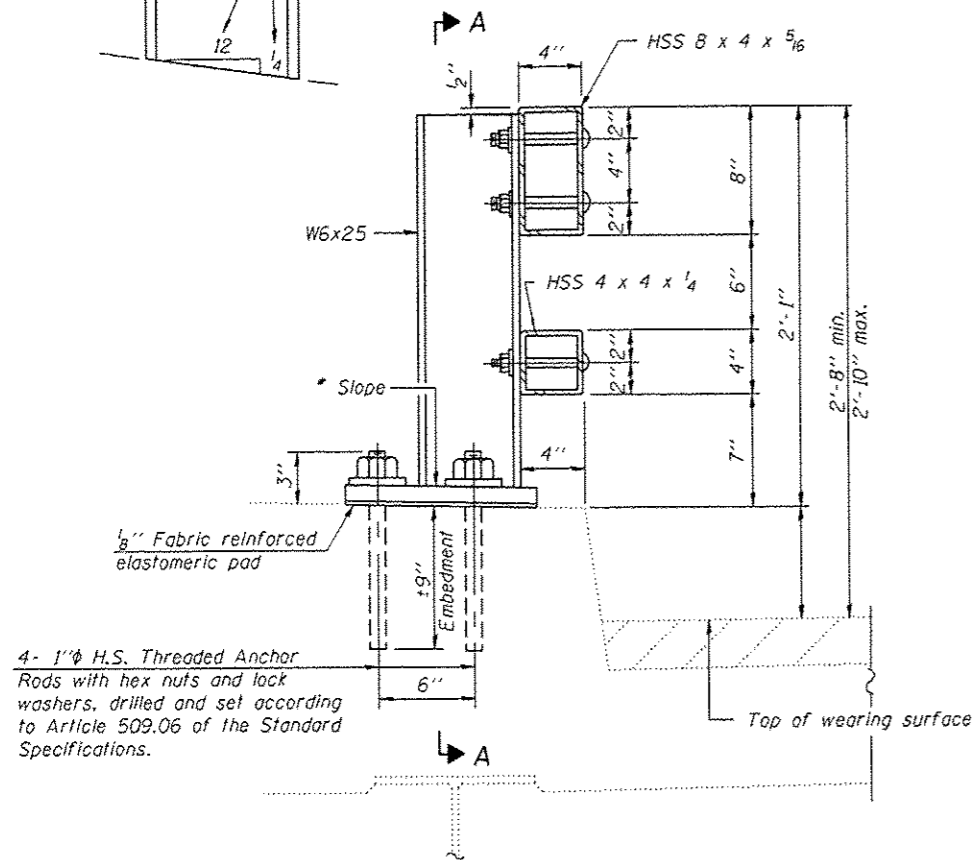 A
12
1/4
4"
HSS 8 x 4 x 5/16
1/2"
2"
4"
2"
8"
W6x25
6"
HSS 4 x 4 x 1/4
2'-1"
2'-8" min.
2'-10" max.
2"
2"
4"
* Slope
4"
7"
3"
1/8" Fabric reinforced
elastomeric pad
±9"
Embedment
4- 1"ϕ H.S. Threaded Anchor
Rods with hex nuts and lock
washers, drilled and set according
to Article 509.06 of the Standard
Specifications.
6"
Top of wearing surface
A